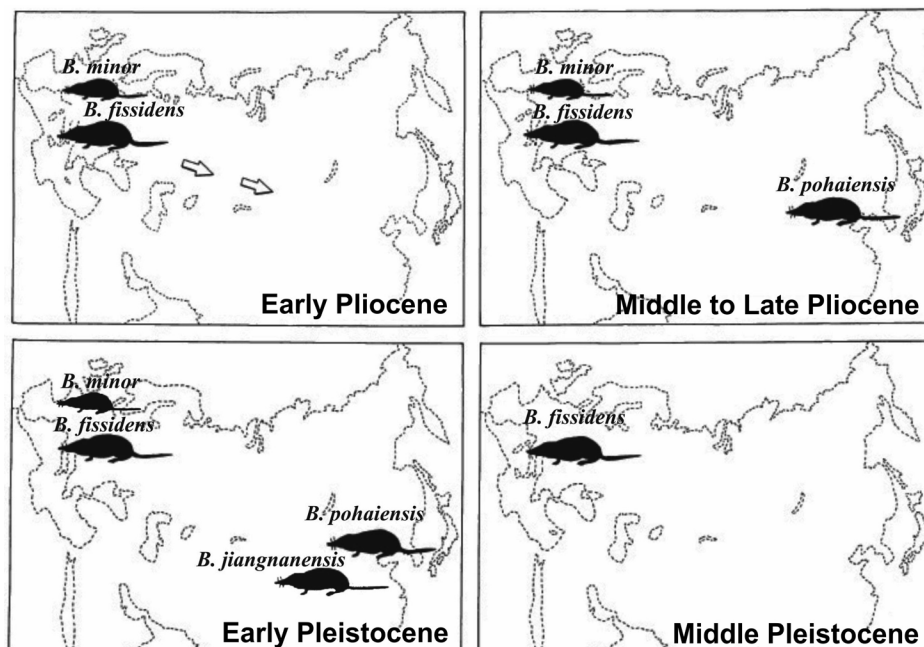 B. minor
B. fissidens
Early Pliocene
B. minor
B. fissidens
B. pohaiensis
Middle to Late Pliocene
B. minor
B. fissidens
B. pohaiensis
B. jiangnanensis
Early Pleistocene
B. fissidens
Middle Pleistocene